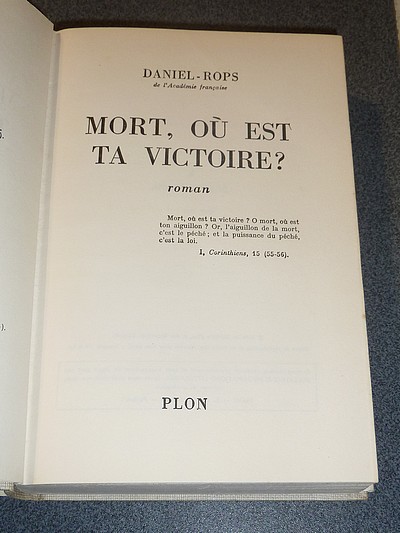 DANIEL-ROPS
de l'Académie française
MORT, OÙ EST
TA VICTOIRE?
roman
Mort, où est ta victoire ? O mort, où est
ton aiguillon ? Or, l'aiguillon de la mort,
c'est le péché ; et la puissance du péché,
c'est la loi.
I, Corinthiens, 15 (55-56).
PLON